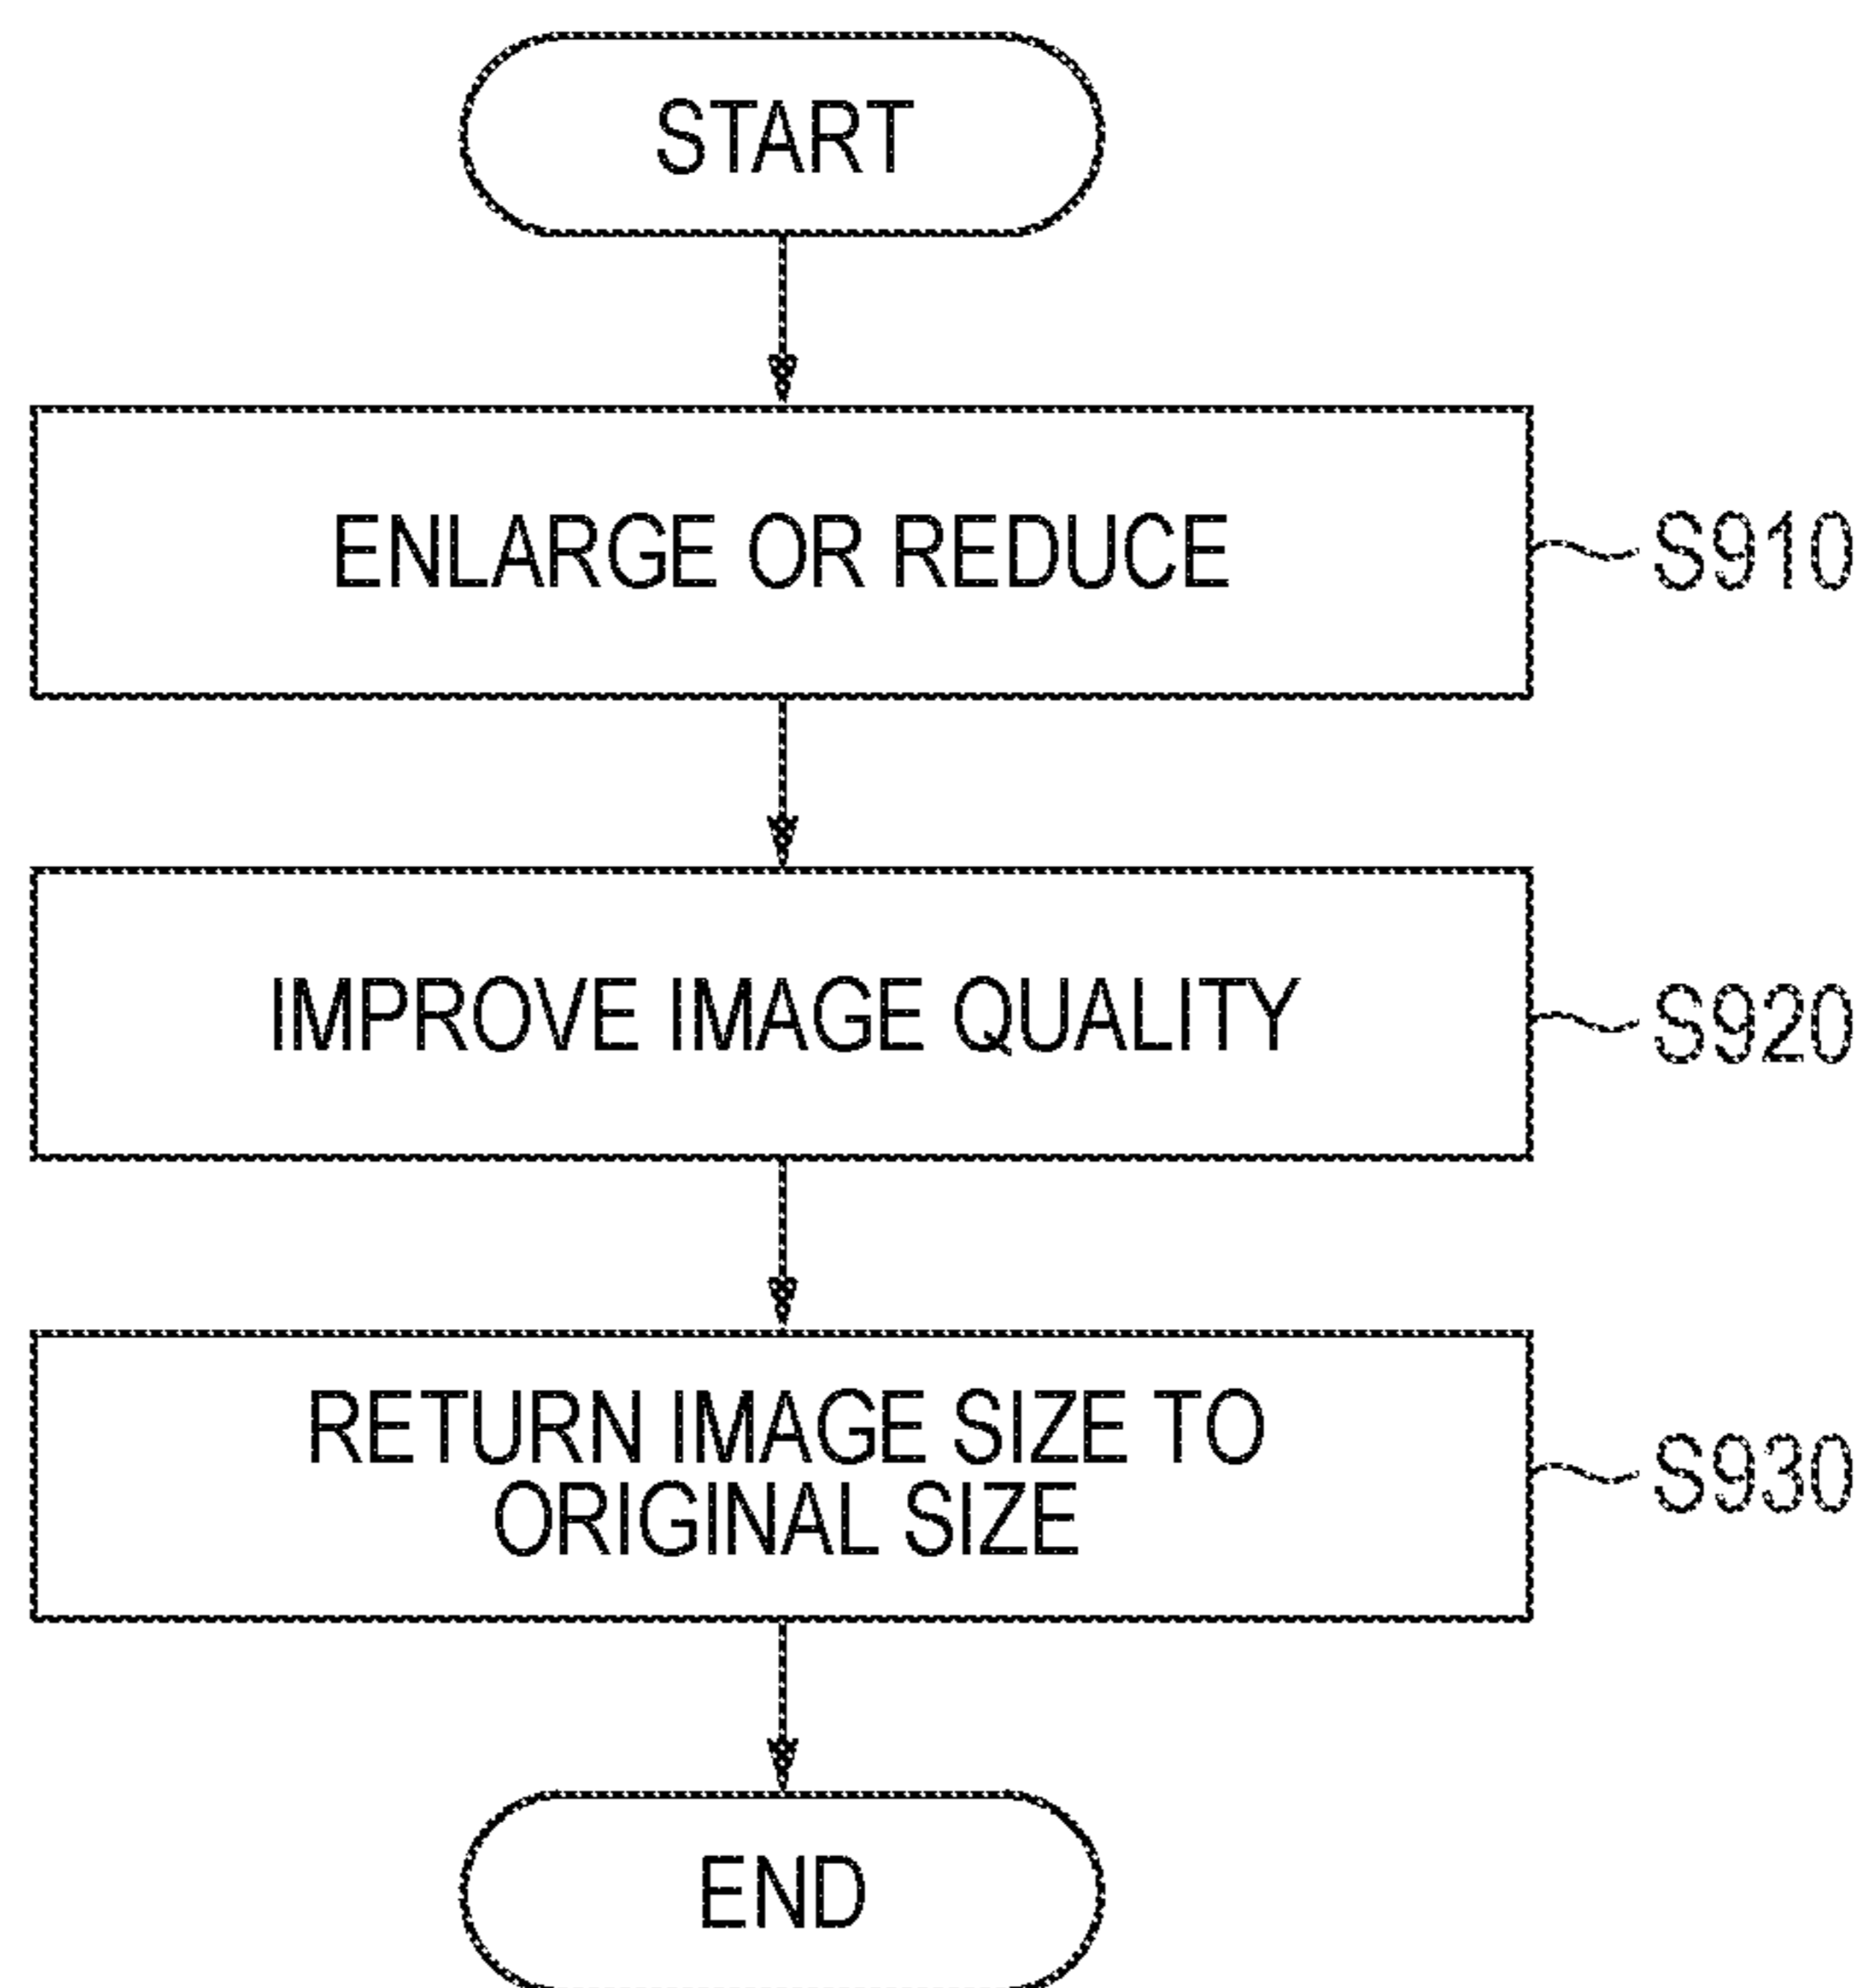 START
ENLARGE OR REDUCE
S910
IMPROVE IMAGE QUALITY
S920
RETURN IMAGE SIZE TO
ORIGINAL SIZE
S930
END